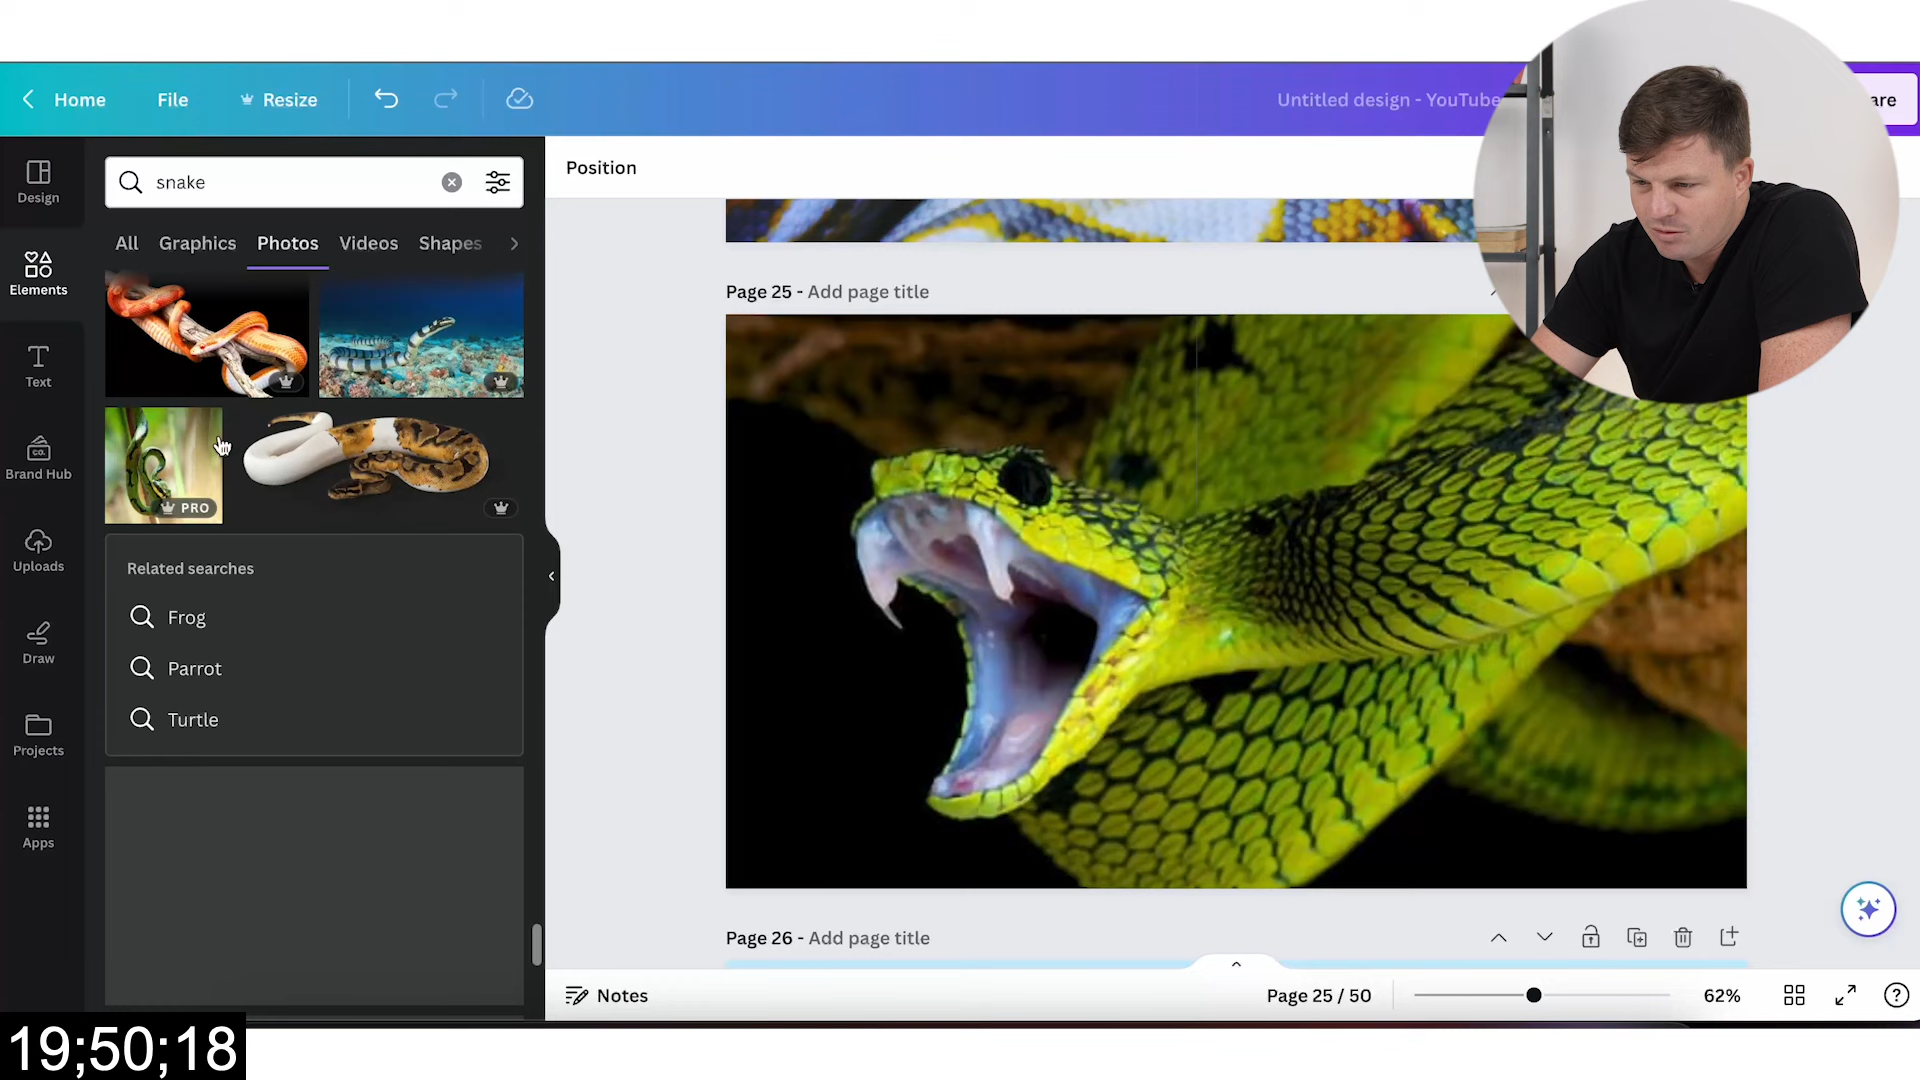 Home
File
Resize
Untitled design - YouTube
are
Design
Elements
Text
Brand Hub
Uploads
Draw
Projects
Apps
snake
All
Graphics
Photos
Videos
Shapes
PRO
Related searches
Frog
Parrot
Turtle
Position
Page 25 - Add page title
Page 26 - Add page title
Notes
Page 25 / 50
62%
19;50;18